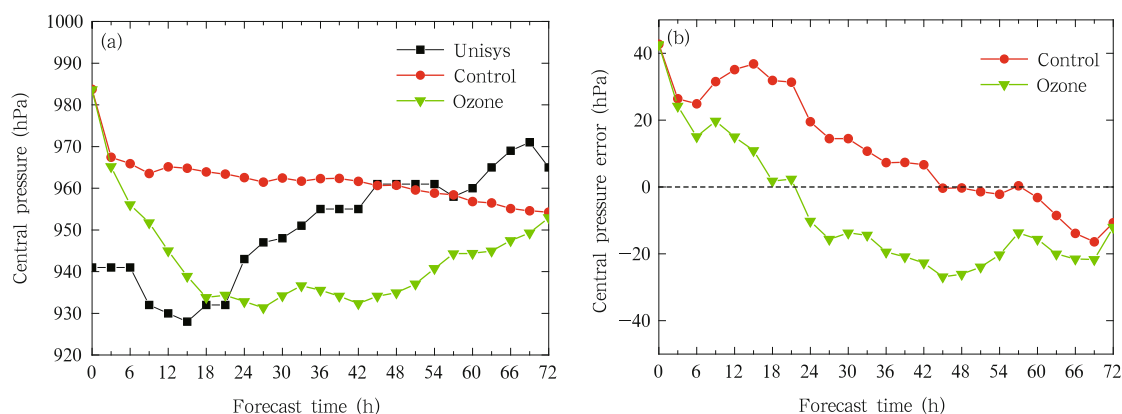 (a)
Unisys
Control
Ozone
1000
990
980
970
960
950
940
930
920
Central pressure (hPa)
0 6 12 18 24 30 36 42 48 54 60 66 72
Forecast time (h)
(b)
Control
Ozone
40
20
0
−20
−40
Central pressure error (hPa)
0 6 12 18 24 30 36 42 48 54 60 66 72
Forecast time (h)